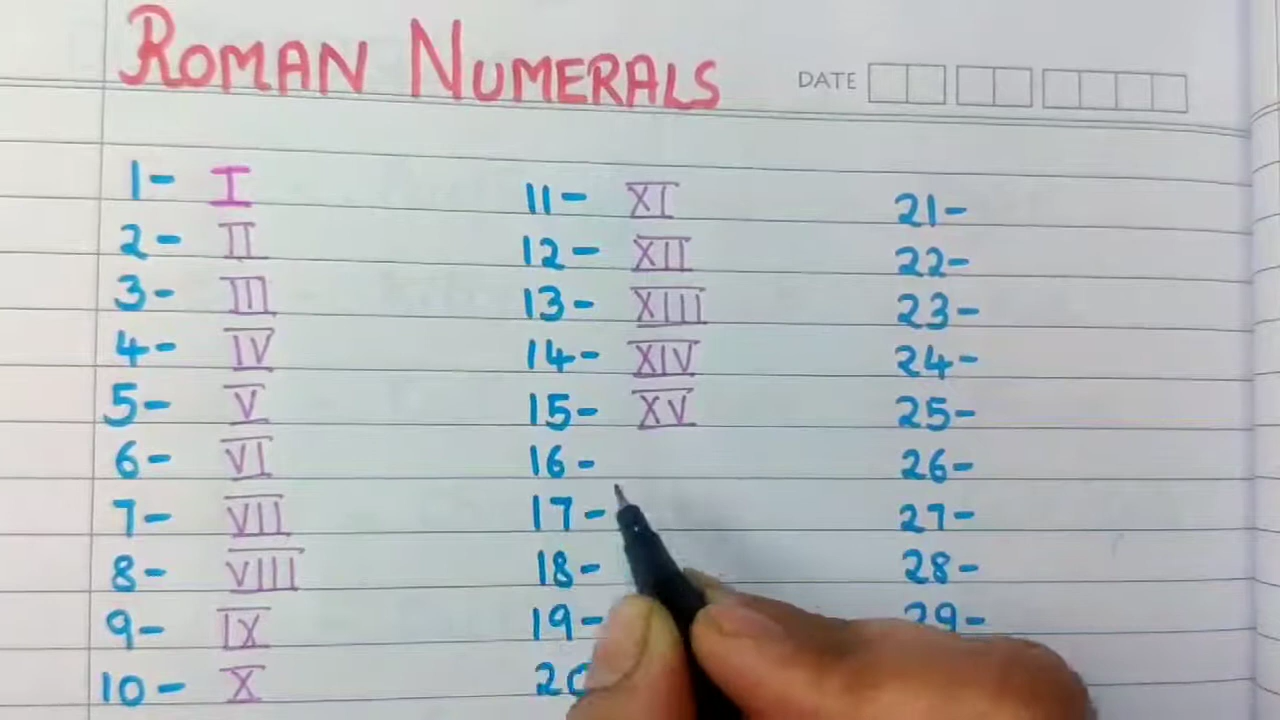 ROMAN NUMERALS
DATE
1- I
2- II
3- III
4- IV
5- V
6- VI
7- VII
8- VIII
9- IX
10- X
11- XI
12- XII
13- XIII
14- XIV
15- XV
16-
17-
18-
19-
21-
22-
23-
24-
25-
26-
27-
28-
29-